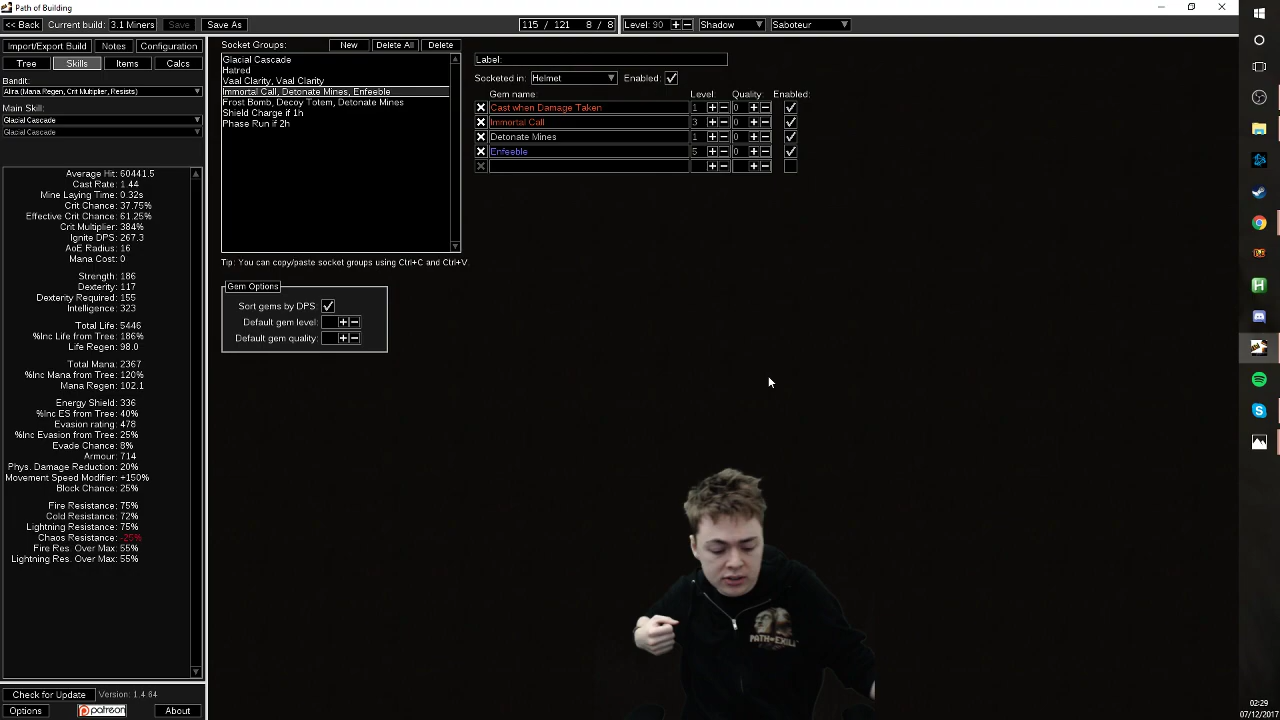 Path of Building
<< Back Current build: 3.1 Miners Save Save As 115 / 121 8 / 8 Level: 90 + - Shadow Saboteur
Import/Export Build Notes Configuration
Tree Skills Items Calcs
Bandit:
Alira (Mana Regen, Crit Multiplier, Resists)
Main Skill:
Glacial Cascade
Glacial Cascade
Average Hit: 60441.5
Cast Rate: 1.44
Mine Laying Time: 0.32s
Crit Chance: 37.75%
Effective Crit Chance: 61.25%
Crit Multiplier: 384%
Ignite DPS: 267.3
AoE Radius: 16
Mana Cost: 0
Strength: 186
Dexterity: 117
Dexterity Required: 155
Intelligence: 323
Total Life: 5446
%Inc Life from Tree: 186%
Life Regen: 98.0
Total Mana: 2367
%Inc Mana from Tree: 120%
Mana Regen: 102.1
Energy Shield: 336
%Inc ES from Tree: 40%
Evasion rating: 478
%Inc Evasion from Tree: 25%
Evade Chance: 8%
Armour: 714
Phys. Damage Reduction: 20%
Movement Speed Modifier: +150%
Block Chance: 25%
Fire Resistance: 75%
Cold Resistance: 72%
Lightning Resistance: 75%
Chaos Resistance: -25%
Fire Res. Over Max: 55%
Lightning Res. Over Max: 55%
Check for Update Version: 1.4.64
Options patreon About
Socket Groups: New Delete All Delete
Glacial Cascade
Hatred
Vaal Clarity, Vaal Clarity
Immortal Call, Detonate Mines, Enfeeble
Frost Bomb, Decoy Totem, Detonate Mines
Shield Charge if 1h
Phase Run if 2h
Tip: You can copy/paste socket groups using Ctrl+C and Ctrl+V.
Gem Options
Sort gems by DPS:
Default gem level: + -
Default gem quality: + -
Label:
Socketed in: Helmet Enabled:
Gem name: Level: Quality: Enabled:
Cast when Damage Taken 1 + - 0 + -
Immortal Call 3 + - 0 + -
Detonate Mines 1 + - 0 + -
Enfeeble 5 + - 0 + -
PATH OF EXILE
02:29
07/12/2017